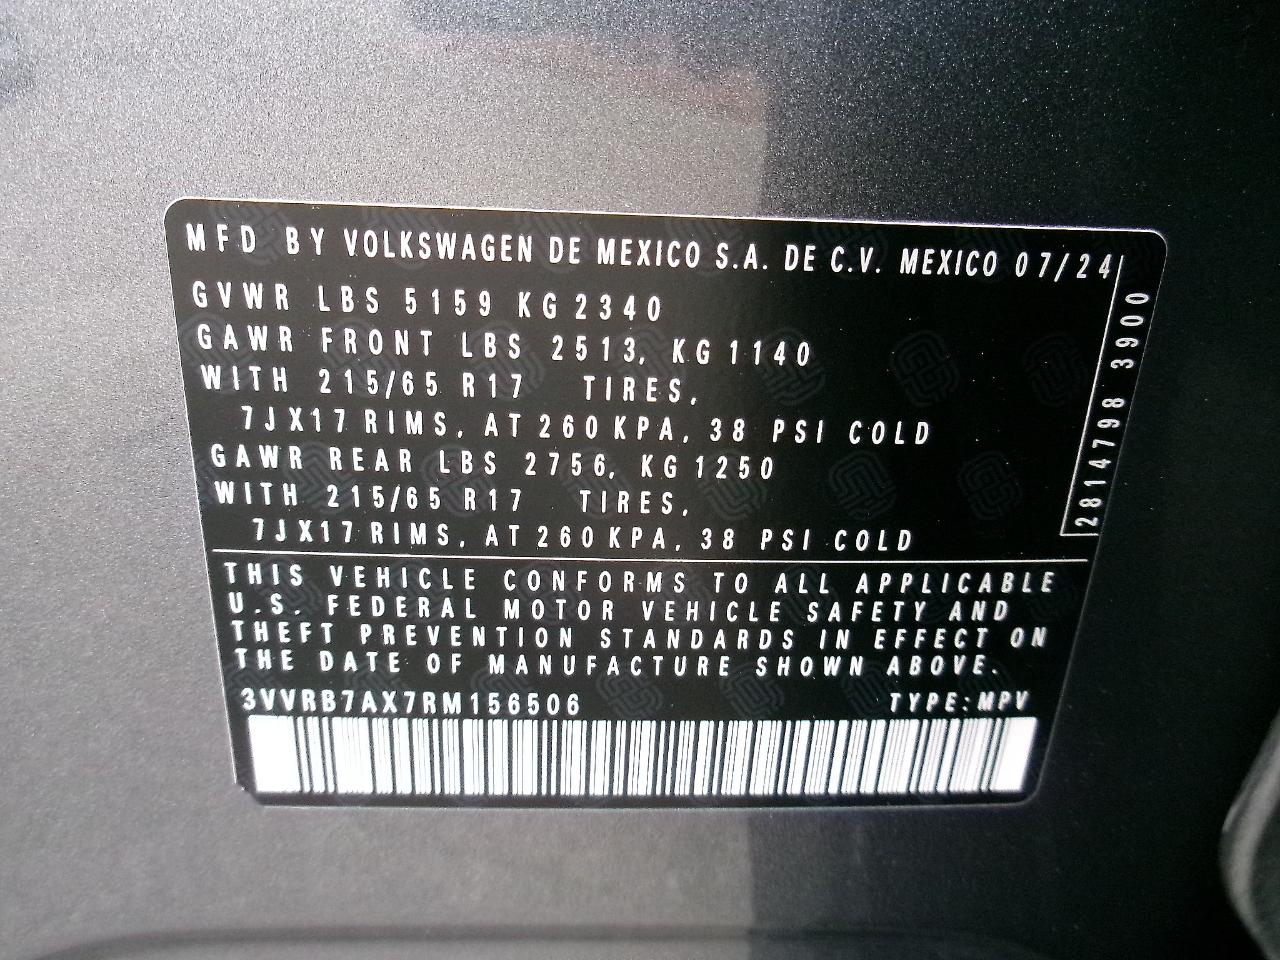 MFD BY VOLKSWAGEN DE MEXICO S.A. DE C.V. MEXICO 07/24
GVWR LBS 5159 KG 2340
GAWR FRONT LBS 2513, KG 1140
WITH 215/65 R17 TIRES,
7JX17 RIMS, AT 260 KPA, 38 PSI COLD
GAWR REAR LBS 2756, KG 1250
WITH 215/65 R17 TIRES,
7JX17 RIMS, AT 260 KPA, 38 PSI COLD
2814798 3900
THIS VEHICLE CONFORMS TO ALL APPLICABLE
U.S. FEDERAL MOTOR VEHICLE SAFETY AND
THEFT PREVENTION STANDARDS IN EFFECT ON
THE DATE OF MANUFACTURE SHOWN ABOVE.
3VVRB7AX7RM156506 TYPE: MPV